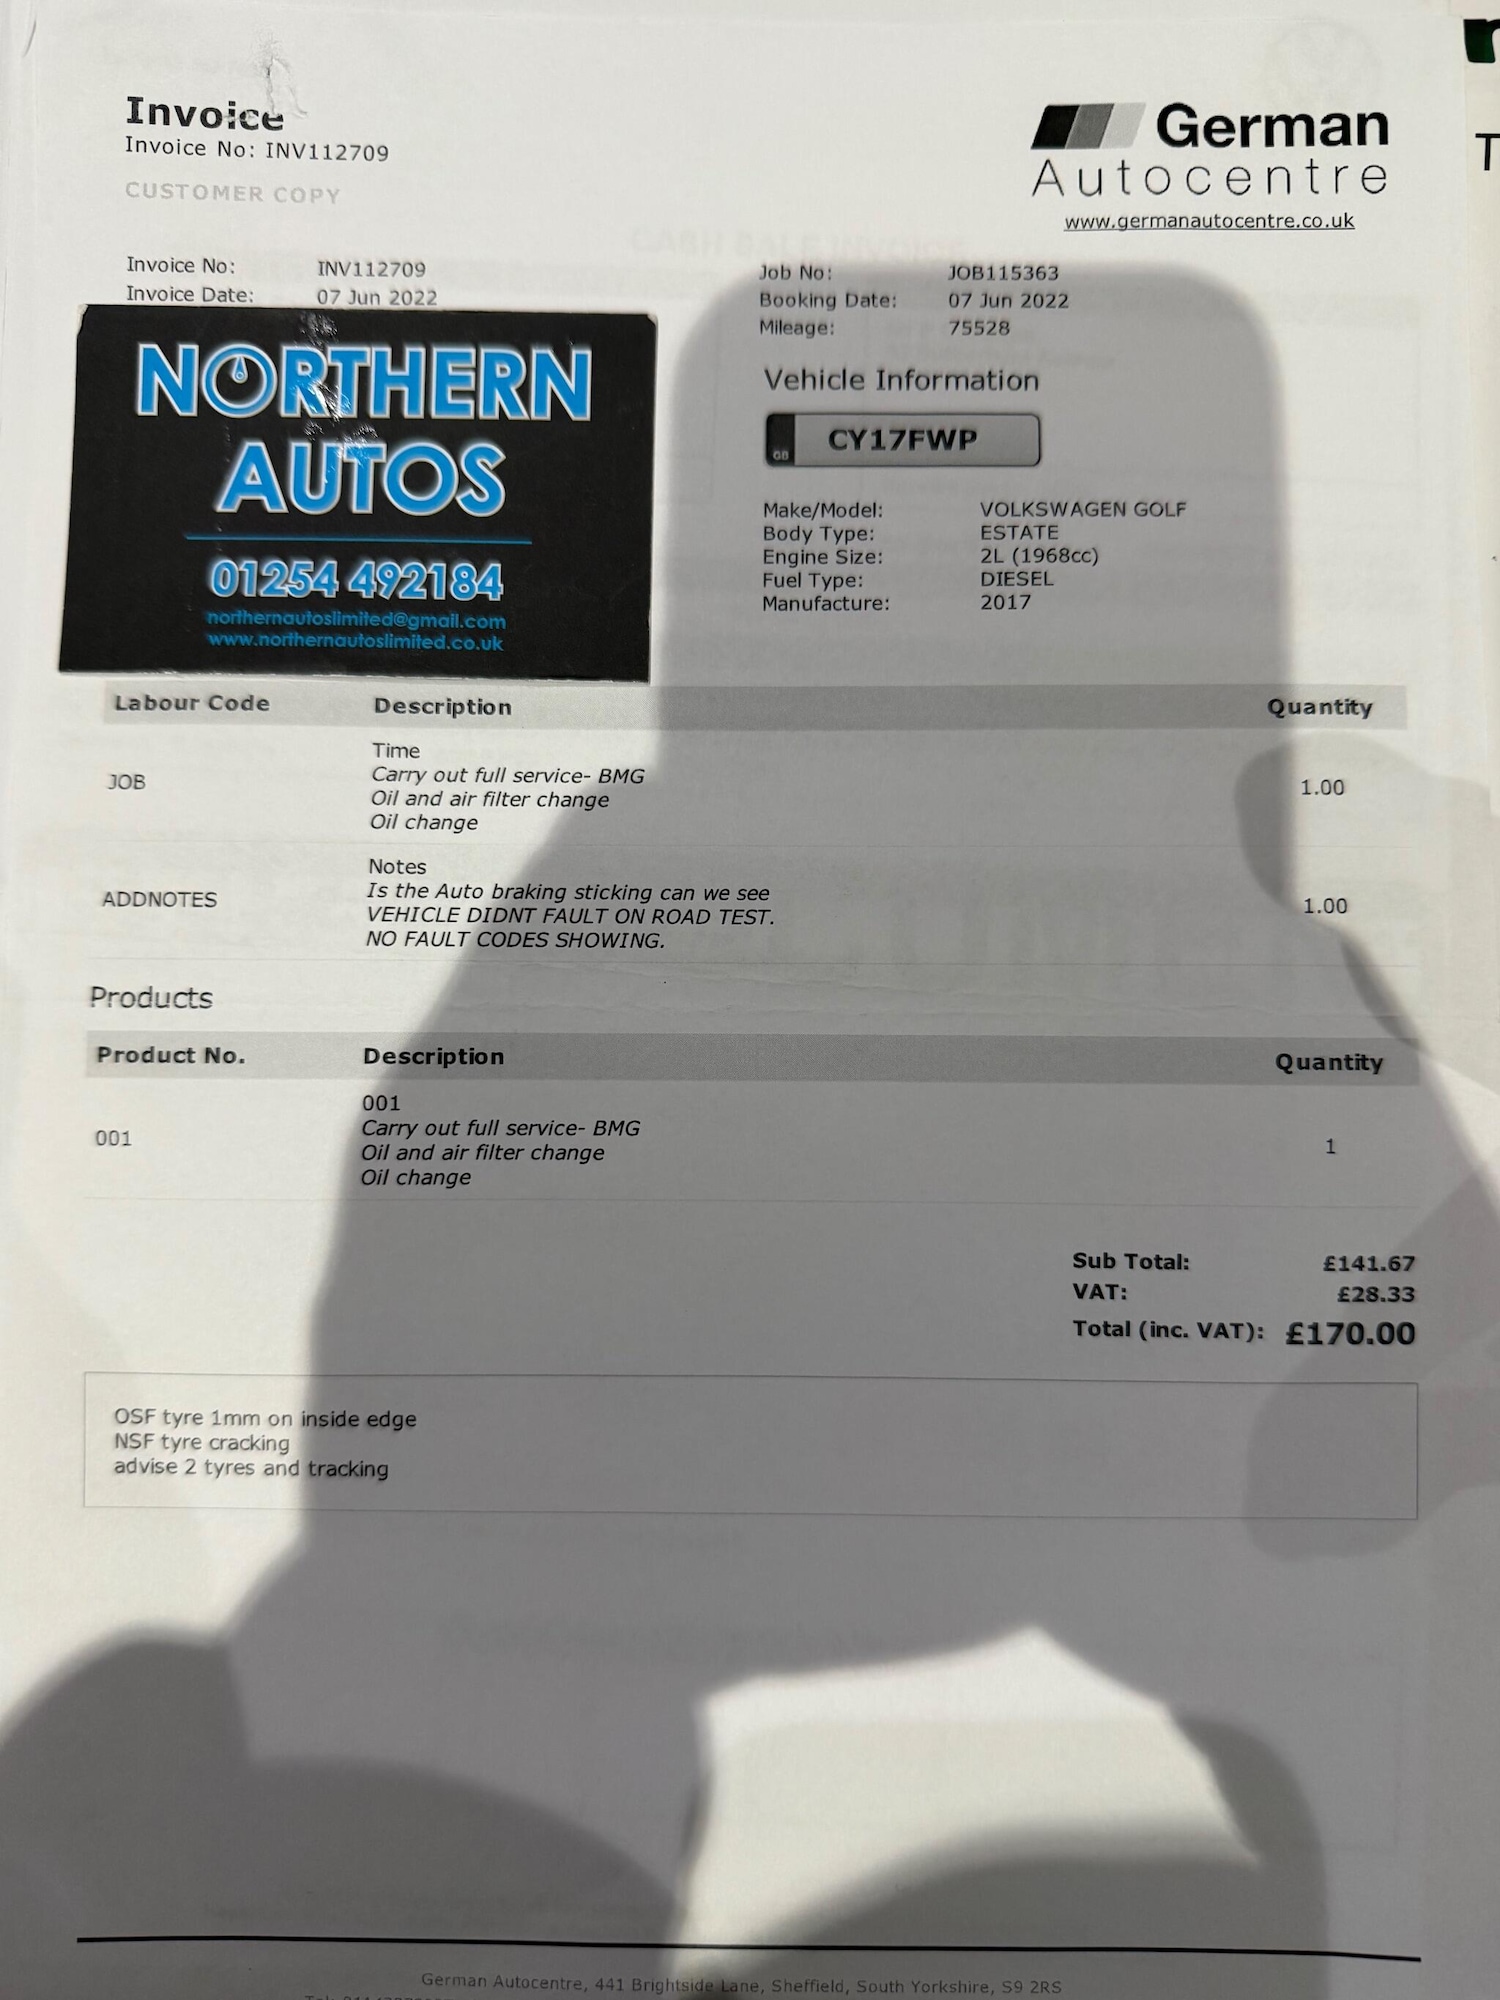 Invoice
Invoice No: INV112709
CUSTOMER COPY
German
Autocentre
www.germanautocentre.co.uk
Invoice No: INV112709
Invoice Date: 07 Jun 2022
Job No: JOB115363
Booking Date: 07 Jun 2022
Mileage: 75528
NORTHERN
AUTOS
01254 492184
northernautoslimited@gmail.com
www.northernautoslimited.co.uk
Vehicle Information
GB CY17FWP
Make/Model: VOLKSWAGEN GOLF
Body Type: ESTATE
Engine Size: 2L (1968cc)
Fuel Type: DIESEL
Manufacture: 2017
Labour Code Description Quantity
Time
Carry out full service- BMG
JOB 1.00
Oil and air filter change
Oil change
Notes
Is the Auto braking sticking can we see
ADDNOTES 1.00
VEHICLE DIDNT FAULT ON ROAD TEST.
NO FAULT CODES SHOWING.
Products
Product No. Description Quantity
001
Carry out full service- BMG
001 1
Oil and air filter change
Oil change
Sub Total: £141.67
VAT: £28.33
Total (inc. VAT): £170.00
OSF tyre 1mm on inside edge
NSF tyre cracking
advise 2 tyres and tracking
German Autocentre, 441 Brightside Lane, Sheffield, South Yorkshire, S9 2RS